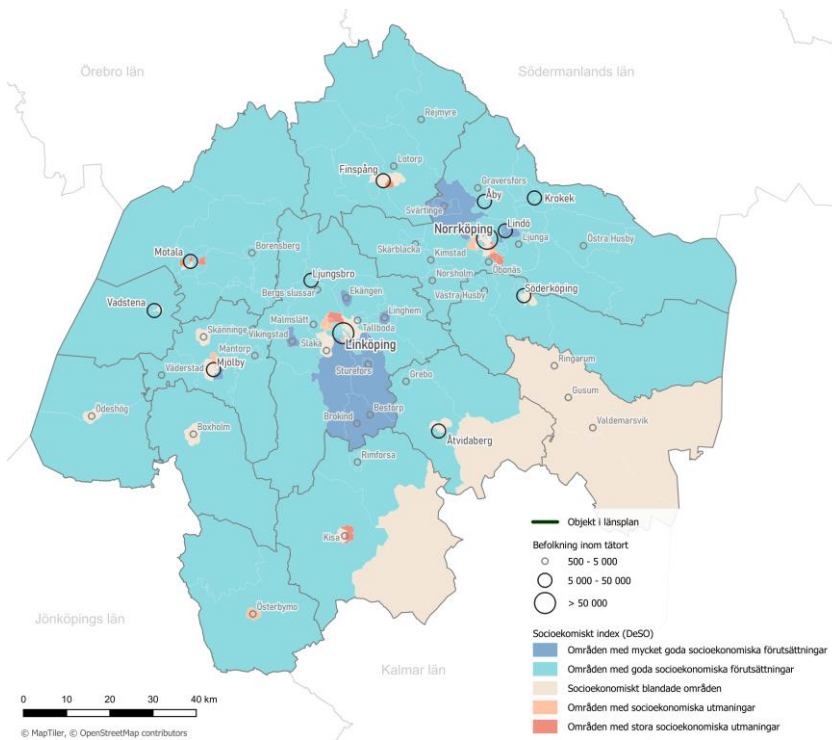 Örebro län
Södermanlands län
Rejmyre
Lotorp
Finspång
Graversfors
Åby
Krokek
Svärtinge
Lindö
Norrköping
Ljunga
Östra Husby
Skärblacka
Kimstad
Öbonäs
Borensberg
Motala
Norsholm
Ljungsbro
Söderköping
Bergs slussar
Ekängen
Västra Husby
Vadstena
Linghem
Malmslätt
Tallboda
Skänninge
Vikingstad
Slaka
Linköping
Mantorp
Ringarum
Väderstad
Mjölby
Sturefors
Grebo
Gusum
Ödeshög
Bestorp
Brokind
Valdemarsvik
Boxholm
Åtvidaberg
Rimforsa
Kisa
Österbymo
Jönköpings län
Kalmar län
Objekt i länsplan
Befolkning inom tätort
500 - 5 000
5 000 - 50 000
> 50 000
Socioekomiskt index (DeSO)
Områden med mycket goda socioekonomiska förutsättningar
Områden med goda socioekonomiska förutsättningar
Socioekonomiskt blandade områden
Områden med socioekonomiska utmaningar
Områden med stora socioekonomiska utmaningar
0 10 20 30 40 km
© MapTiler, © OpenStreetMap contributors